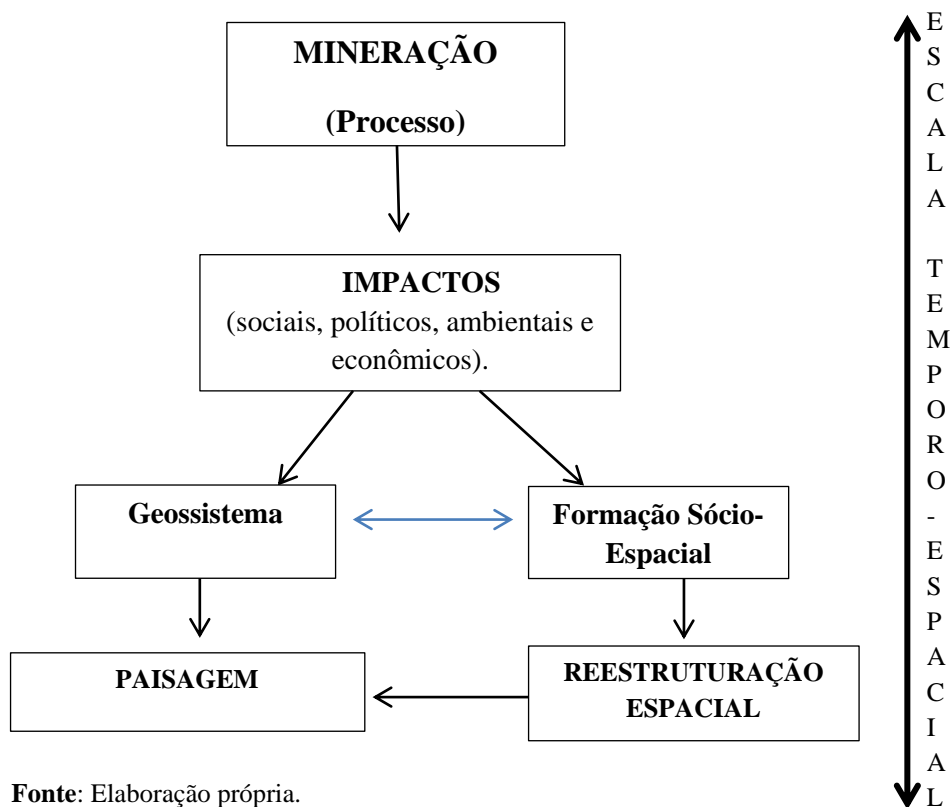 MINERAÇÃO
(Processo)
IMPACTOS
(sociais, políticos, ambientais e
econômicos).
Geossistema
Formação Sócio-
Espacial
PAISAGEM
REESTRUTURAÇÃO
ESPACIAL
Fonte: Elaboração própria.
E
S
C
A
L
A
T
E
M
P
O
R
O
-
E
S
P
A
C
I
A
L